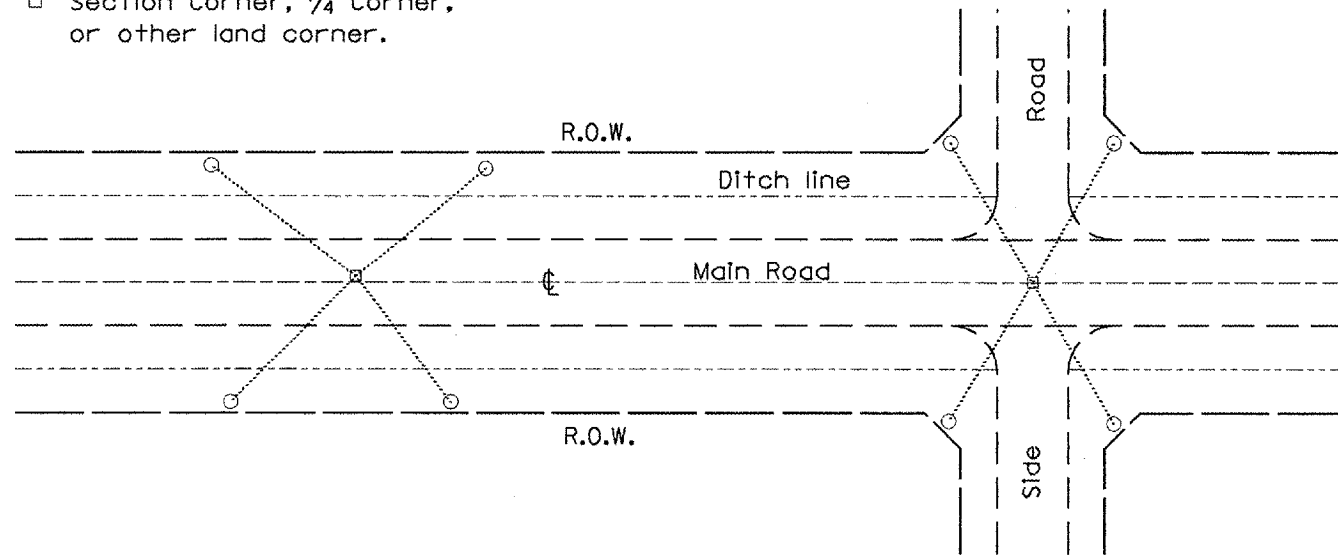 □ Section Corner, ¼ Corner,
or other land corner.
R.O.W.
Road
Ditch line
℄
Main Road
R.O.W.
Side